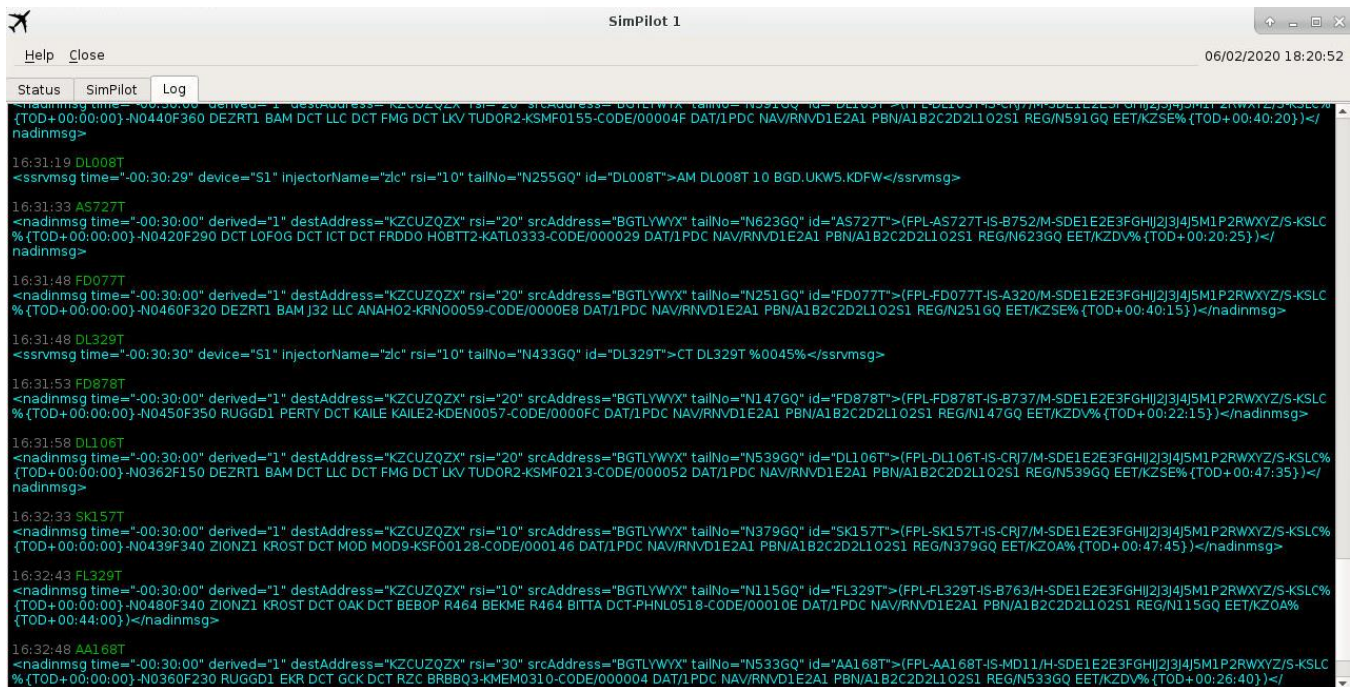 SimPilot 1
Help Close
06/02/2020 18:20:52
Status SimPilot Log
<nadinmsg time="-00:30:00" derived="1" destAddress="KZCUZQZX" rsi="20" srcAddress="BGTLYWYX" tailNo="N591GQ" id="DL105T">(FPL-DL105T-IS-CRJ7/M-SDE1E2E3FGHIJ2J3J4J5M1P2RWXYZ/S-KSLC%
{TOD+00:00:00}-N0440F360 DEZRT1 BAM DCT LLC DCT FMG DCT LKV TUDOR2-KSMF0155-CODE/00004F DAT/1PDC NAV/RNVD1E2A1 PBN/A1B2C2D2L1O2S1 REG/N591GQ EET/KZSE%{TOD+00:40:20})</
nadinmsg>
16:31:19 DL008T
<ssrvmsg time="-00:30:29" device="S1" injectorName="zlc" rsi="10" tailNo="N255GQ" id="DL008T">AM DL008T 10 BGD.UKW5.KDFW</ssrvmsg>
16:31:33 AS727T
<nadinmsg time="-00:30:00" derived="1" destAddress="KZCUZQZX" rsi="20" srcAddress="BGTLYWYX" tailNo="N623GQ" id="AS727T">(FPL-AS727T-IS-B752/M-SDE1E2E3FGHIJ2J3J4J5M1P2RWXYZ/S-KSLC
%{TOD+00:00:00}-N0420F290 DCT LOFOG DCT ICT DCT FRDDO HOBTT2-KATL0333-CODE/000029 DAT/1PDC NAV/RNVD1E2A1 PBN/A1B2C2D2L1O2S1 REG/N623GQ EET/KZDV%{TOD+00:20:25})</
nadinmsg>
16:31:48 FD077T
<nadinmsg time="-00:30:00" derived="1" destAddress="KZCUZQZX" rsi="20" srcAddress="BGTLYWYX" tailNo="N251GQ" id="FD077T">(FPL-FD077T-IS-A320/M-SDE1E2E3FGHIJ2J3J4J5M1P2RWXYZ/S-KSLC
%{TOD+00:00:00}-N0460F320 DEZRT1 BAM J32 LLC ANAHO2-KRNO0059-CODE/0000E8 DAT/1PDC NAV/RNVD1E2A1 PBN/A1B2C2D2L1O2S1 REG/N251GQ EET/KZSE%{TOD+00:40:15})</nadinmsg>
16:31:48 DL329T
<ssrvmsg time="-00:30:30" device="S1" injectorName="zlc" rsi="10" tailNo="N433GQ" id="DL329T">CT DL329T %0045%</ssrvmsg>
16:31:53 FD878T
<nadinmsg time="-00:30:00" derived="1" destAddress="KZCUZQZX" rsi="20" srcAddress="BGTLYWYX" tailNo="N147GQ" id="FD878T">(FPL-FD878T-IS-B737/M-SDE1E2E3FGHIJ2J3J4J5M1P2RWXYZ/S-KSLC
%{TOD+00:00:00}-N0450F350 RUGGD1 PERTY DCT KAILE KAILE2-KDEN0057-CODE/0000FC DAT/1PDC NAV/RNVD1E2A1 PBN/A1B2C2D2L1O2S1 REG/N147GQ EET/KZDV%{TOD+00:22:15})</nadinmsg>
16:31:58 DL106T
<nadinmsg time="-00:30:00" derived="1" destAddress="KZCUZQZX" rsi="20" srcAddress="BGTLYWYX" tailNo="N539GQ" id="DL106T">(FPL-DL106T-IS-CRJ7/M-SDE1E2E3FGHIJ2J3J4J5M1P2RWXYZ/S-KSLC%
{TOD+00:00:00}-N0362F150 DEZRT1 BAM DCT LLC DCT FMG DCT LKV TUDOR2-KSMF0213-CODE/000052 DAT/1PDC NAV/RNVD1E2A1 PBN/A1B2C2D2L1O2S1 REG/N539GQ EET/KZSE%{TOD+00:47:35})</
nadinmsg>
16:32:33 SK157T
<nadinmsg time="-00:30:00" derived="1" destAddress="KZCUZQZX" rsi="10" srcAddress="BGTLYWYX" tailNo="N379GQ" id="SK157T">(FPL-SK157T-IS-CRJ7/M-SDE1E2E3FGHIJ2J3J4J5M1P2RWXYZ/S-KSLC%
{TOD+00:00:00}-N0439F340 ZIONZ1 KROST DCT MOD MOD9-KSFO0128-CODE/000146 DAT/1PDC NAV/RNVD1E2A1 PBN/A1B2C2D2L1O2S1 REG/N379GQ EET/KZOA%{TOD+00:47:45})</nadinmsg>
16:32:43 FL329T
<nadinmsg time="-00:30:00" derived="1" destAddress="KZCUZQZX" rsi="10" srcAddress="BGTLYWYX" tailNo="N115GQ" id="FL329T">(FPL-FL329T-IS-B763/H-SDE1E2E3FGHIJ2J3J4J5M1P2RWXYZ/S-KSLC%
{TOD+00:00:00}-N0480F340 ZIONZ1 KROST DCT OAK DCT BEBOP R464 BEKME R464 BITTA DCT-PHNL0518-CODE/00010E DAT/1PDC NAV/RNVD1E2A1 PBN/A1B2C2D2L1O2S1 REG/N115GQ EET/KZOA%
{TOD+00:44:00})</nadinmsg>
16:32:48 AA168T
<nadinmsg time="-00:30:00" derived="1" destAddress="KZCUZQZX" rsi="30" srcAddress="BGTLYWYX" tailNo="N533GQ" id="AA168T">(FPL-AA168T-IS-MD11/H-SDE1E2E3FGHIJ2J3J4J5M1P2RWXYZ/S-KSLC
%{TOD+00:00:00}-N0360F230 RUGGD1 EKR DCT GCK DCT RZC BRBBQ3-KMEM0310-CODE/000004 DAT/1PDC NAV/RNVD1E2A1 PBN/A1B2C2D2L1O2S1 REG/N533GQ EET/KZDV%{TOD+00:26:40})</